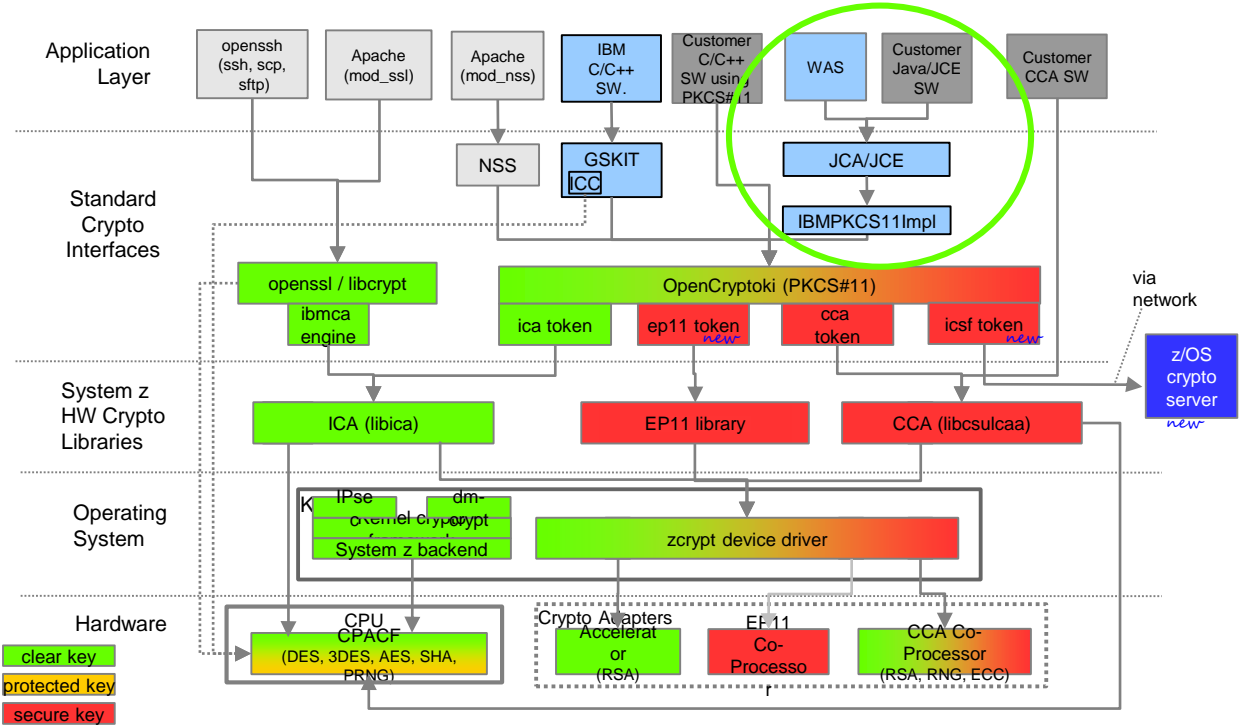 Application
Layer
openssh
(ssh, scp,
sftp)
Apache
(mod_ssl)
Apache
(mod_nss)
IBM
C/C++
SW.
Customer
C/C++
SW using
PKCS#11
WAS
Customer
Java/JCE
SW
Customer
CCA SW
Standard
Crypto
Interfaces
NSS
GSKIT
ICC
JCA/JCE
IBMPKCS11Impl
openssl / libcrypt
ibmca
engine
OpenCryptoki (PKCS#11)
ica token
ep11 token
new
cca
token
icsf token
new
via
network
z/OS
crypto
server
new
System z
HW Crypto
Libraries
ICA (libica)
EP11 library
CCA (libcsulcaa)
Operating
System
K
IPse
c
dm-
crypt
Kernel crypto
System z backend
zcrypt device driver
Hardware
CPU
CPACF
(DES, 3DES, AES, SHA,
PRNG)
Crypto Adapters
Accelerat
or
(RSA)
EP11
Co-
Processo
r
CCA Co-
Processor
(RSA, RNG, ECC)
clear key
protected key
secure key